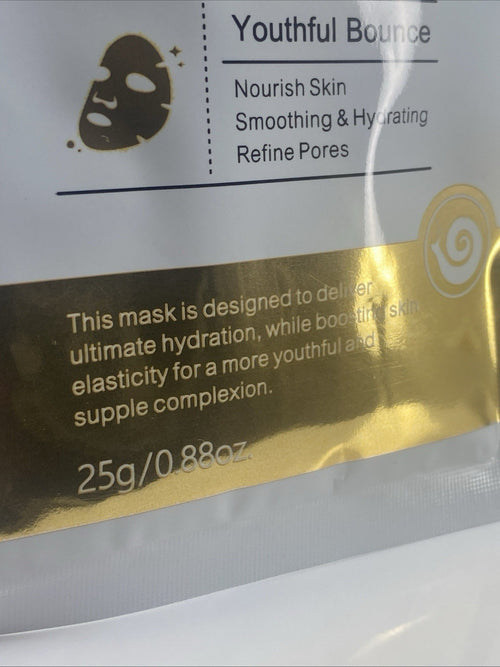 Youthful Bounce
Nourish Skin
Smoothing & Hydrating
Refine Pores
This mask is designed to deliver
ultimate hydration, while boosting skin
elasticity for a more youthful and
supple complexion.
25g/0.88oz.